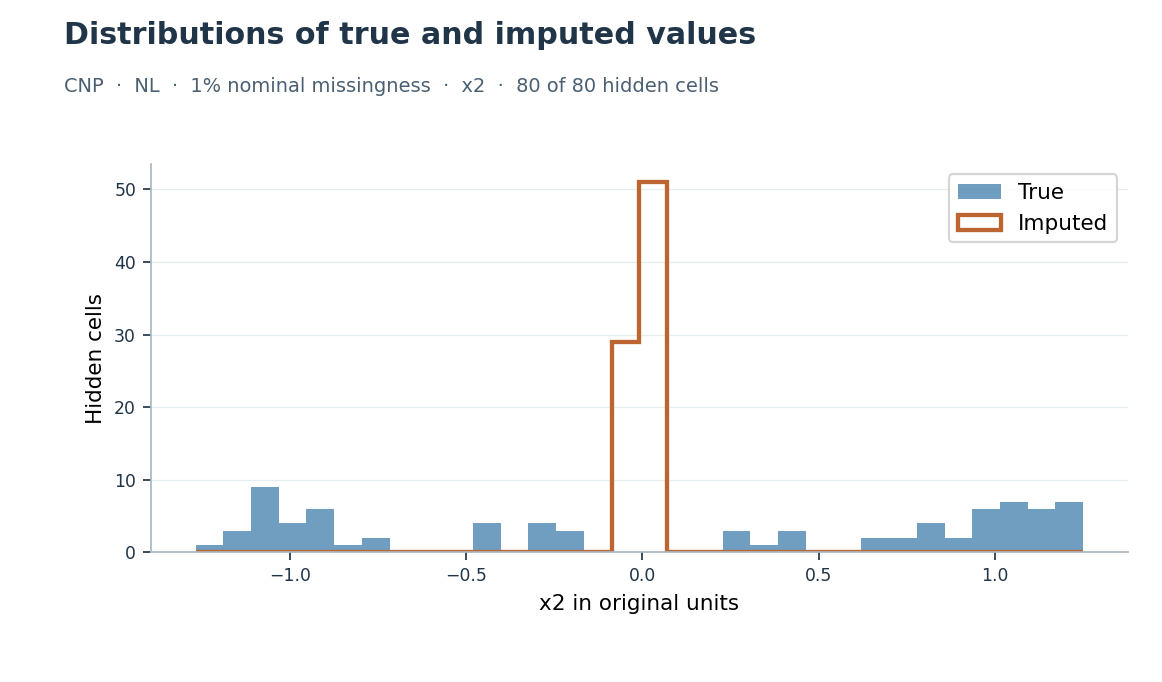 Distributions of true and imputed values
CNP · NL · 1% nominal missingness · x2 · 80 of 80 hidden cells
True
Imputed
Hidden cells
50
40
30
20
10
0
−1.0 −0.5 0.0 0.5 1.0
x2 in original units